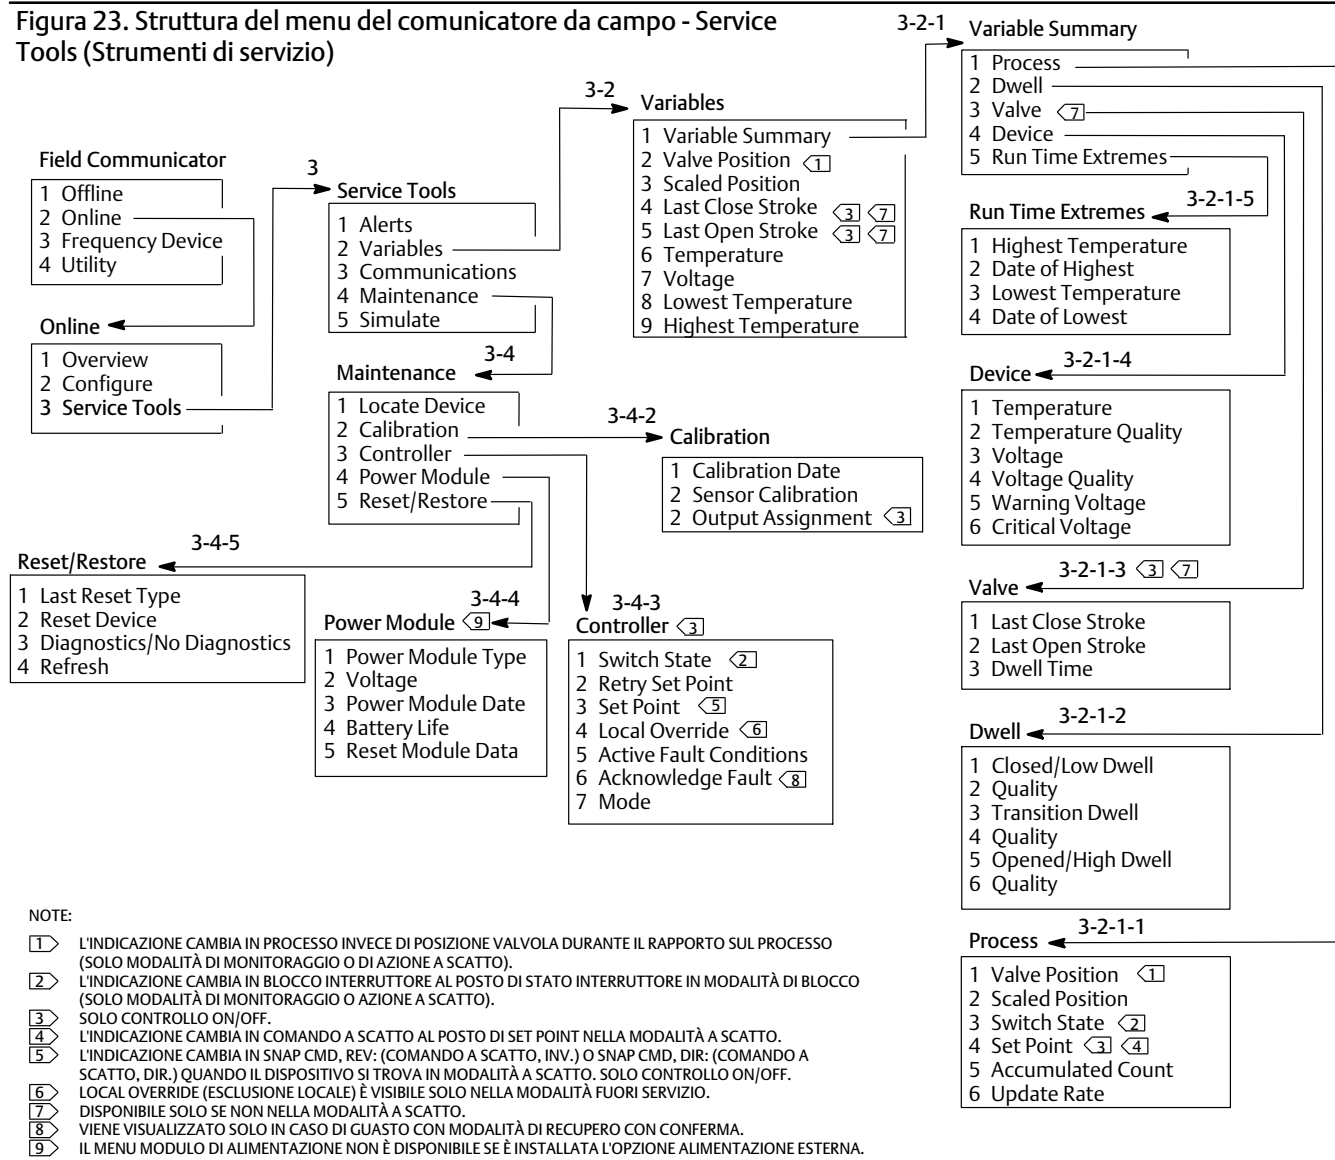 Figura 23. Struttura del menu del comunicatore da campo - Service
Tools (Strumenti di servizio)
Field Communicator
1 Offline
2 Online
3 Frequency Device
4 Utility
Online
1 Overview
2 Configure
3 Service Tools
3
Service Tools
1 Alerts
2 Variables
3 Communications
4 Maintenance
5 Simulate
3-4
Maintenance
1 Locate Device
2 Calibration
3 Controller
4 Power Module
5 Reset/Restore
3-2
Variables
1 Variable Summary
2 Valve Position 1
3 Scaled Position
4 Last Close Stroke 3 7
5 Last Open Stroke 3 7
6 Temperature
7 Voltage
8 Lowest Temperature
9 Highest Temperature
3-4-2
Calibration
1 Calibration Date
2 Sensor Calibration
2 Output Assignment 3
3-4-5
Reset/Restore
1 Last Reset Type
2 Reset Device
3 Diagnostics/No Diagnostics
4 Refresh
3-4-4
Power Module 9
1 Power Module Type
2 Voltage
3 Power Module Date
4 Battery Life
5 Reset Module Data
3-4-3
Controller 3
1 Switch State 2
2 Retry Set Point
3 Set Point 5
4 Local Override 6
5 Active Fault Conditions
6 Acknowledge Fault 8
7 Mode
3-2-1
Variable Summary
1 Process
2 Dwell
3 Valve 7
4 Device
5 Run Time Extremes
3-2-1-5
Run Time Extremes
1 Highest Temperature
2 Date of Highest
3 Lowest Temperature
4 Date of Lowest
3-2-1-4
Device
1 Temperature
2 Temperature Quality
3 Voltage
4 Voltage Quality
5 Warning Voltage
6 Critical Voltage
3-2-1-3 3 7
Valve
1 Last Close Stroke
2 Last Open Stroke
3 Dwell Time
3-2-1-2
Dwell
1 Closed/Low Dwell
2 Quality
3 Transition Dwell
4 Quality
5 Opened/High Dwell
6 Quality
3-2-1-1
Process
1 Valve Position 1
2 Scaled Position
3 Switch State 2
4 Set Point 3 4
5 Accumulated Count
6 Update Rate
NOTE:
1 L'INDICAZIONE CAMBIA IN PROCESSO INVECE DI POSIZIONE VALVOLA DURANTE IL RAPPORTO SUL PROCESSO
(SOLO MODALITÀ DI MONITORAGGIO O DI AZIONE A SCATTO).
2 L'INDICAZIONE CAMBIA IN BLOCCO INTERRUTTORE AL POSTO DI STATO INTERRUTTORE IN MODALITÀ DI BLOCCO
(SOLO MODALITÀ DI MONITORAGGIO O AZIONE A SCATTO).
3 SOLO CONTROLLO ON/OFF.
4 L'INDICAZIONE CAMBIA IN COMANDO A SCATTO AL POSTO DI SET POINT NELLA MODALITÀ A SCATTO.
5 L'INDICAZIONE CAMBIA IN SNAP CMD, REV: (COMANDO A SCATTO, INV.) O SNAP CMD, DIR: (COMANDO A
SCATTO, DIR.) QUANDO IL DISPOSITIVO SI TROVA IN MODALITÀ A SCATTO. SOLO CONTROLLO ON/OFF.
6 LOCAL OVERRIDE (ESCLUSIONE LOCALE) È VISIBILE SOLO NELLA MODALITÀ FUORI SERVIZIO.
7 DISPONIBILE SOLO SE NON NELLA MODALITÀ A SCATTO.
8 VIENE VISUALIZZATO SOLO IN CASO DI GUASTO CON MODALITÀ DI RECUPERO CON CONFERMA.
9 IL MENU MODULO DI ALIMENTAZIONE NON È DISPONIBILE SE È INSTALLATA L'OPZIONE ALIMENTAZIONE ESTERNA.